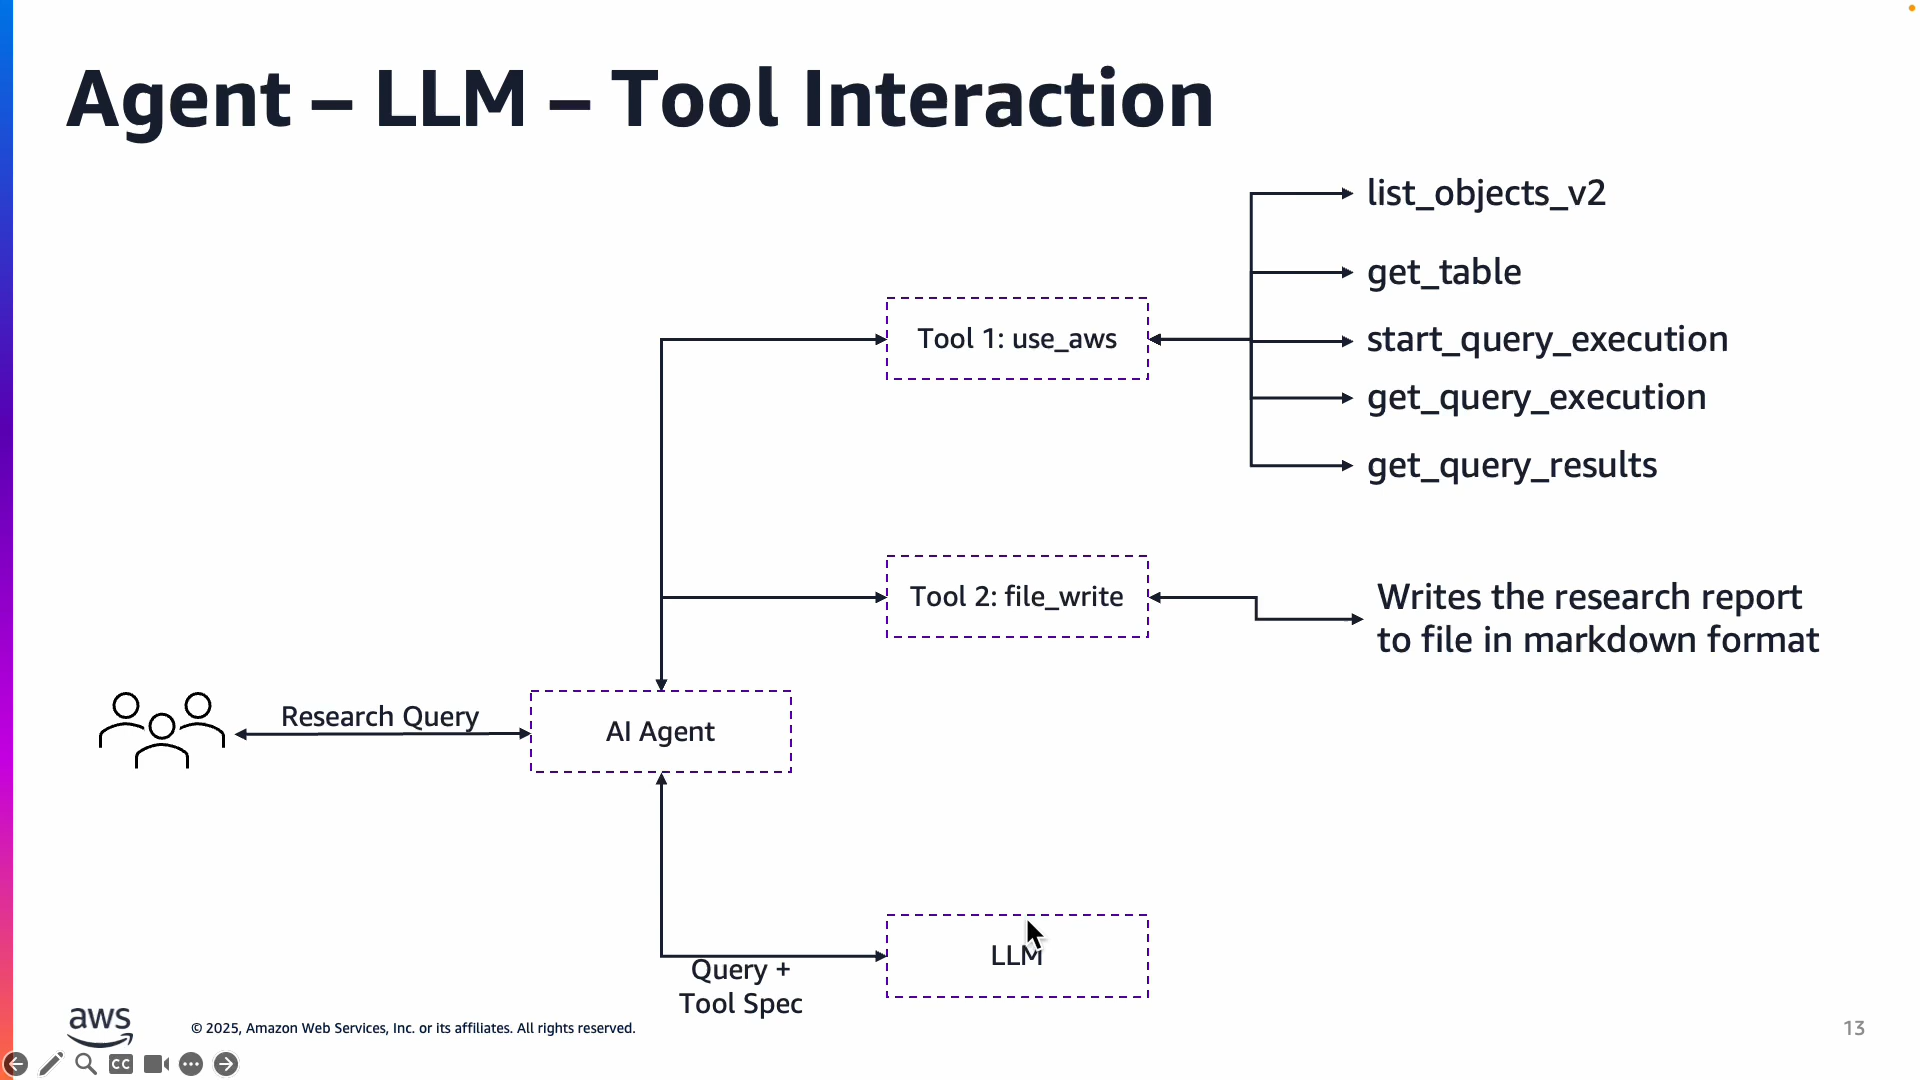 Agent – LLM – Tool Interaction
list_objects_v2
get_table
Tool 1: use_aws
start_query_execution
get_query_execution
get_query_results
Tool 2: file_write
Writes the research report
to file in markdown format
Research Query
AI Agent
LLM
Query +
Tool Spec
aws
© 2025, Amazon Web Services, Inc. or its affiliates. All rights reserved.
13
CC